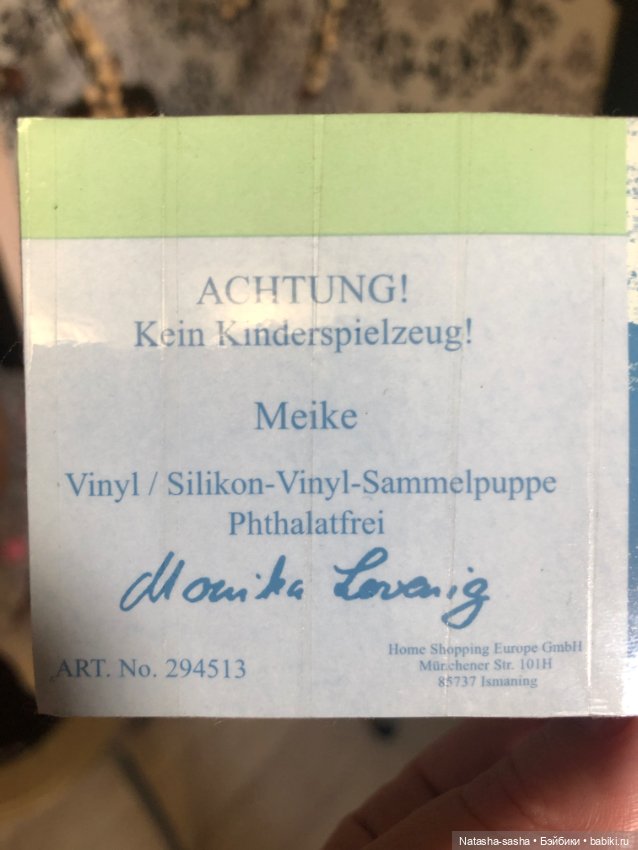 ACHTUNG!
Kein Kinderspielzeug!
Meike
Vinyl / Silikon-Vinyl-Sammelpuppe
Phthalatfrei
Monika Levenig
ART. No. 294513
Home Shopping Europe GmbH
Münchener Str. 101H
85737 Ismaning
Natasha-sasha • Бэйбики • babiki.ru